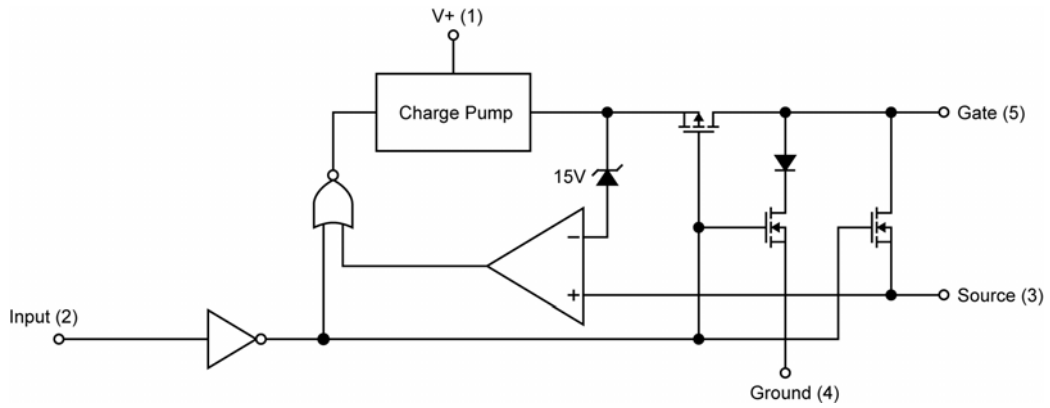 V+ (1)
Charge Pump
Gate (5)
15V
−
+
Source (3)
Input (2)
Ground (4)